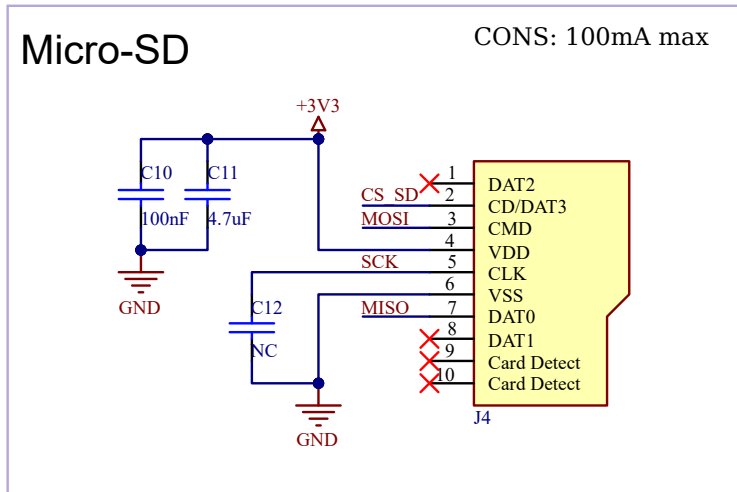 Micro-SD
CONS: 100mA max
+3V3
C10
C11
100nF
4.7uF
GND
CS_SD
MOSI
SCK
MISO
C12
NC
GND
1 DAT2
2 CD/DAT3
3 CMD
4 VDD
5 CLK
6 VSS
7 DAT0
8 DAT1
9 Card Detect
10 Card Detect
J4